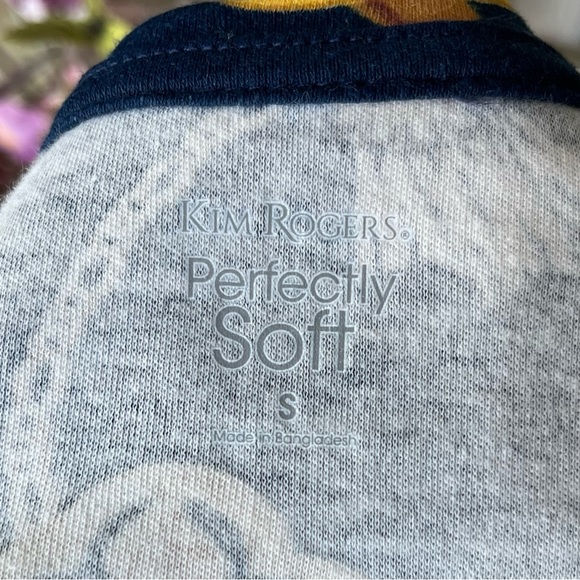 KIM ROGERS®
Perfectly
Soft
S
Made in Bangladesh